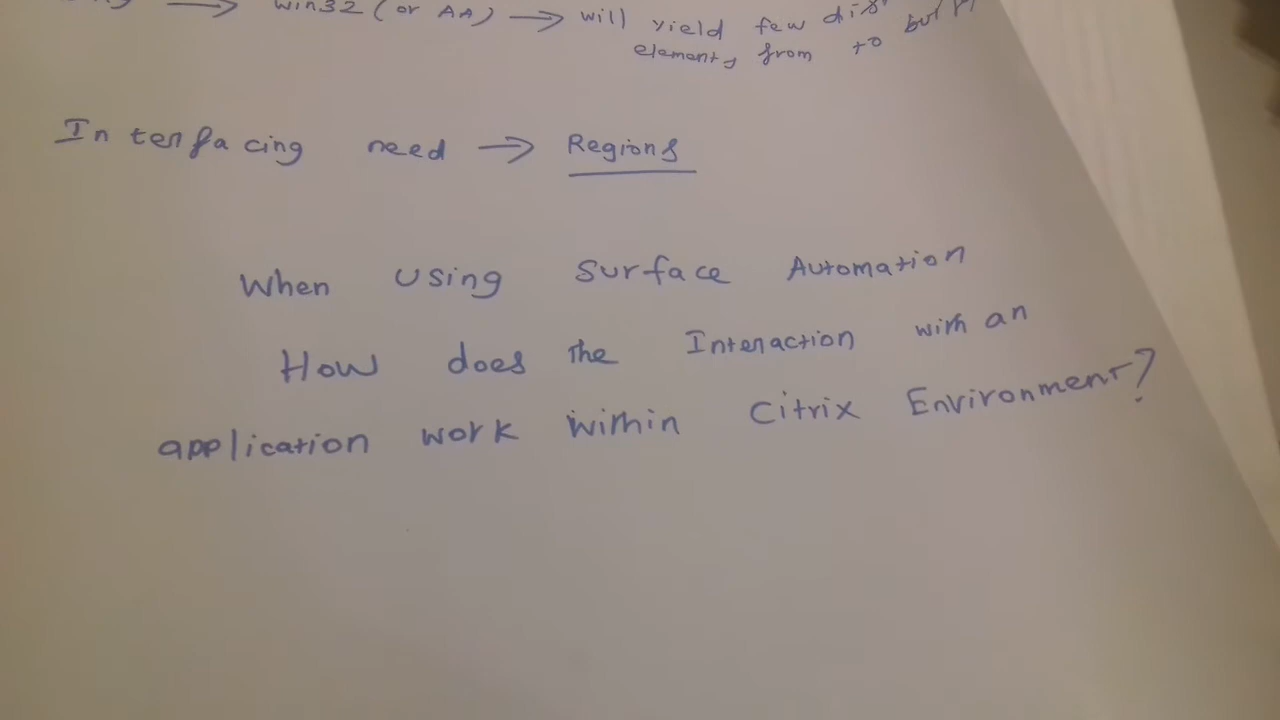 → Win32 (or AA) → will yield few
elements from to
Interfacing need → Regions
When Using Surface Automation
How does the Interaction with an
application work within Citrix Environment?